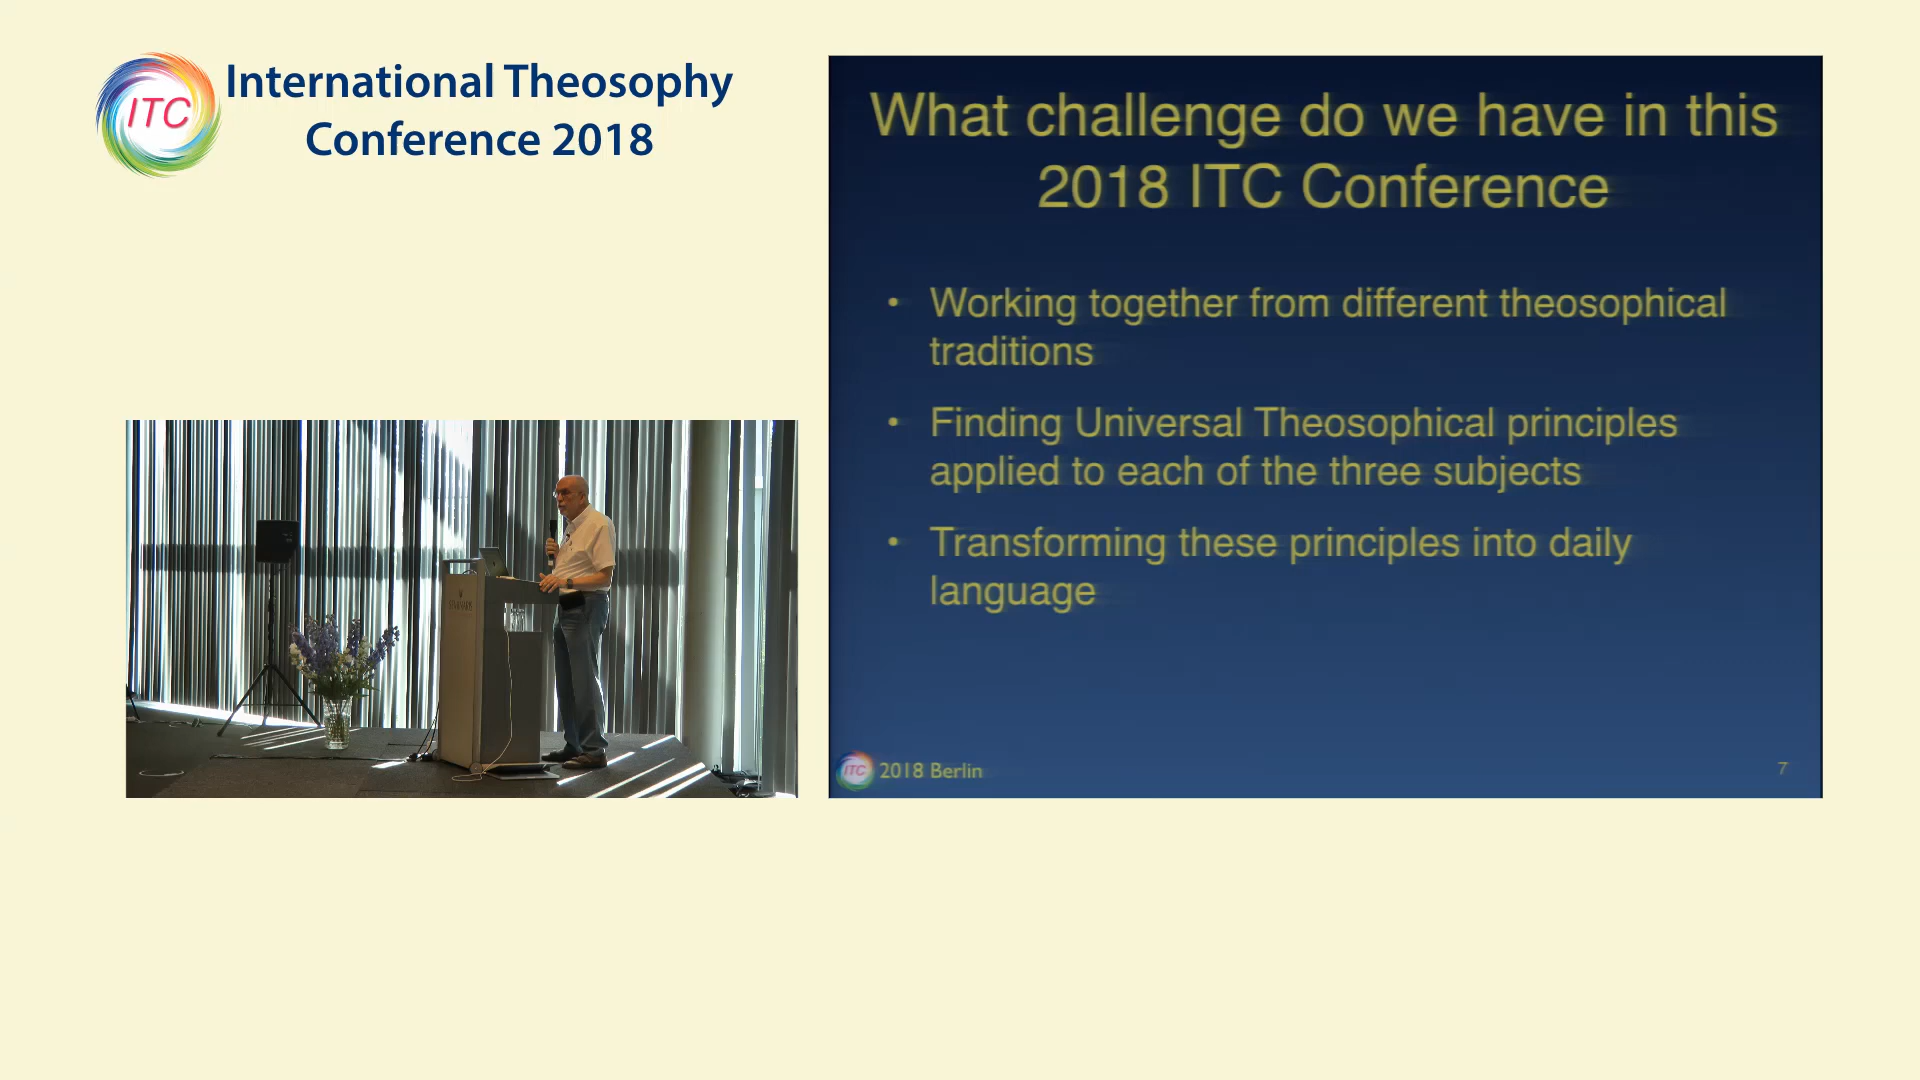 ITC
International Theosophy
Conference 2018
What challenge do we have in this
2018 ITC Conference
• Working together from different theosophical
traditions
• Finding Universal Theosophical principles
applied to each of the three subjects
• Transforming these principles into daily
language
ITC
2018 Berlin
7